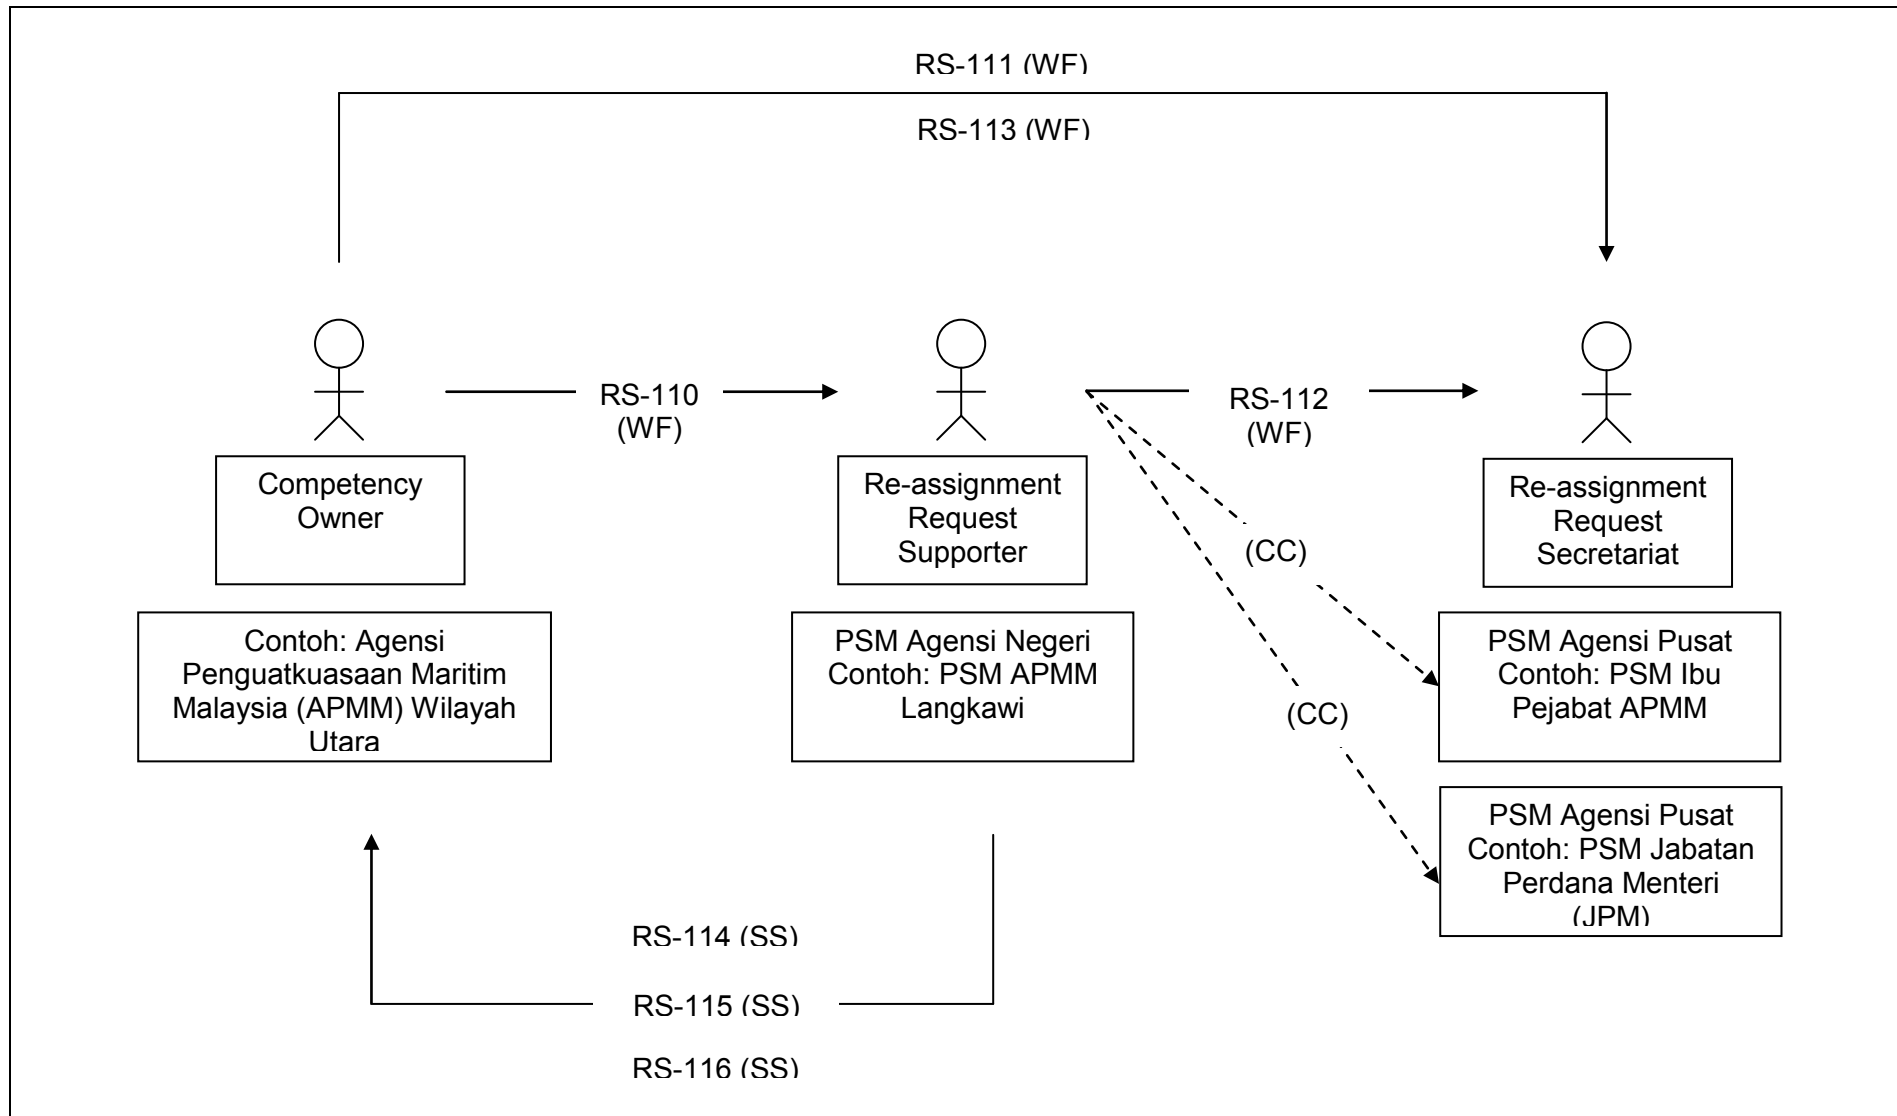 RS-111 (WF)
RS-113 (WF)
RS-110
(WF)
RS-112
(WF)
Competency
Owner
Re-assignment
Request
Supporter
Re-assignment
Request
Secretariat
(CC)
(CC)
Contoh: Agensi
Penguatkuasaan Maritim
Malaysia (APMM) Wilayah
Utara
PSM Agensi Negeri
Contoh: PSM APMM
Langkawi
PSM Agensi Pusat
Contoh: PSM Ibu
Pejabat APMM
PSM Agensi Pusat
Contoh: PSM Jabatan
Perdana Menteri
(JPM)
RS-114 (SS)
RS-115 (SS)
RS-116 (SS)